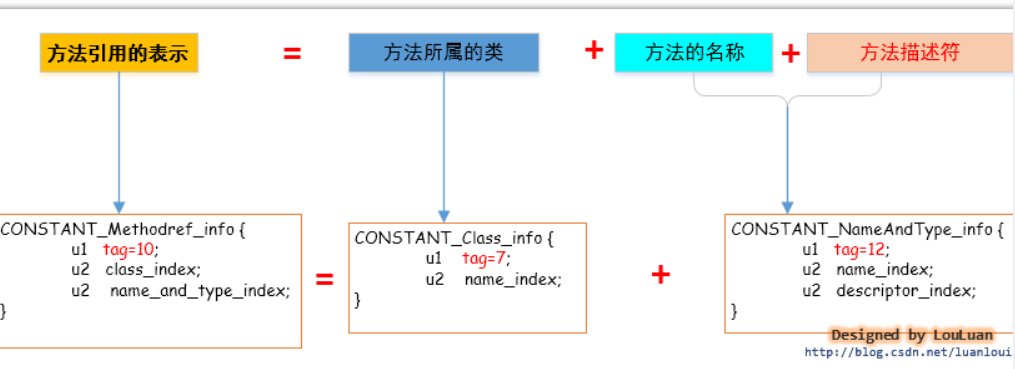 方法引用的表示 = 方法所属的类 + 方法的名称 + 方法描述符
CONSTANT_Methodref_info {
u1 tag=10;
u2 class_index;
u2 name_and_type_index;
}
=
CONSTANT_Class_info {
u1 tag=7;
u2 name_index;
}
+
CONSTANT_NameAndType_info {
u1 tag=12;
u2 name_index;
u2 descriptor_index;
}
Designed by LouLuan
http://blog.csdn.net/luanloui